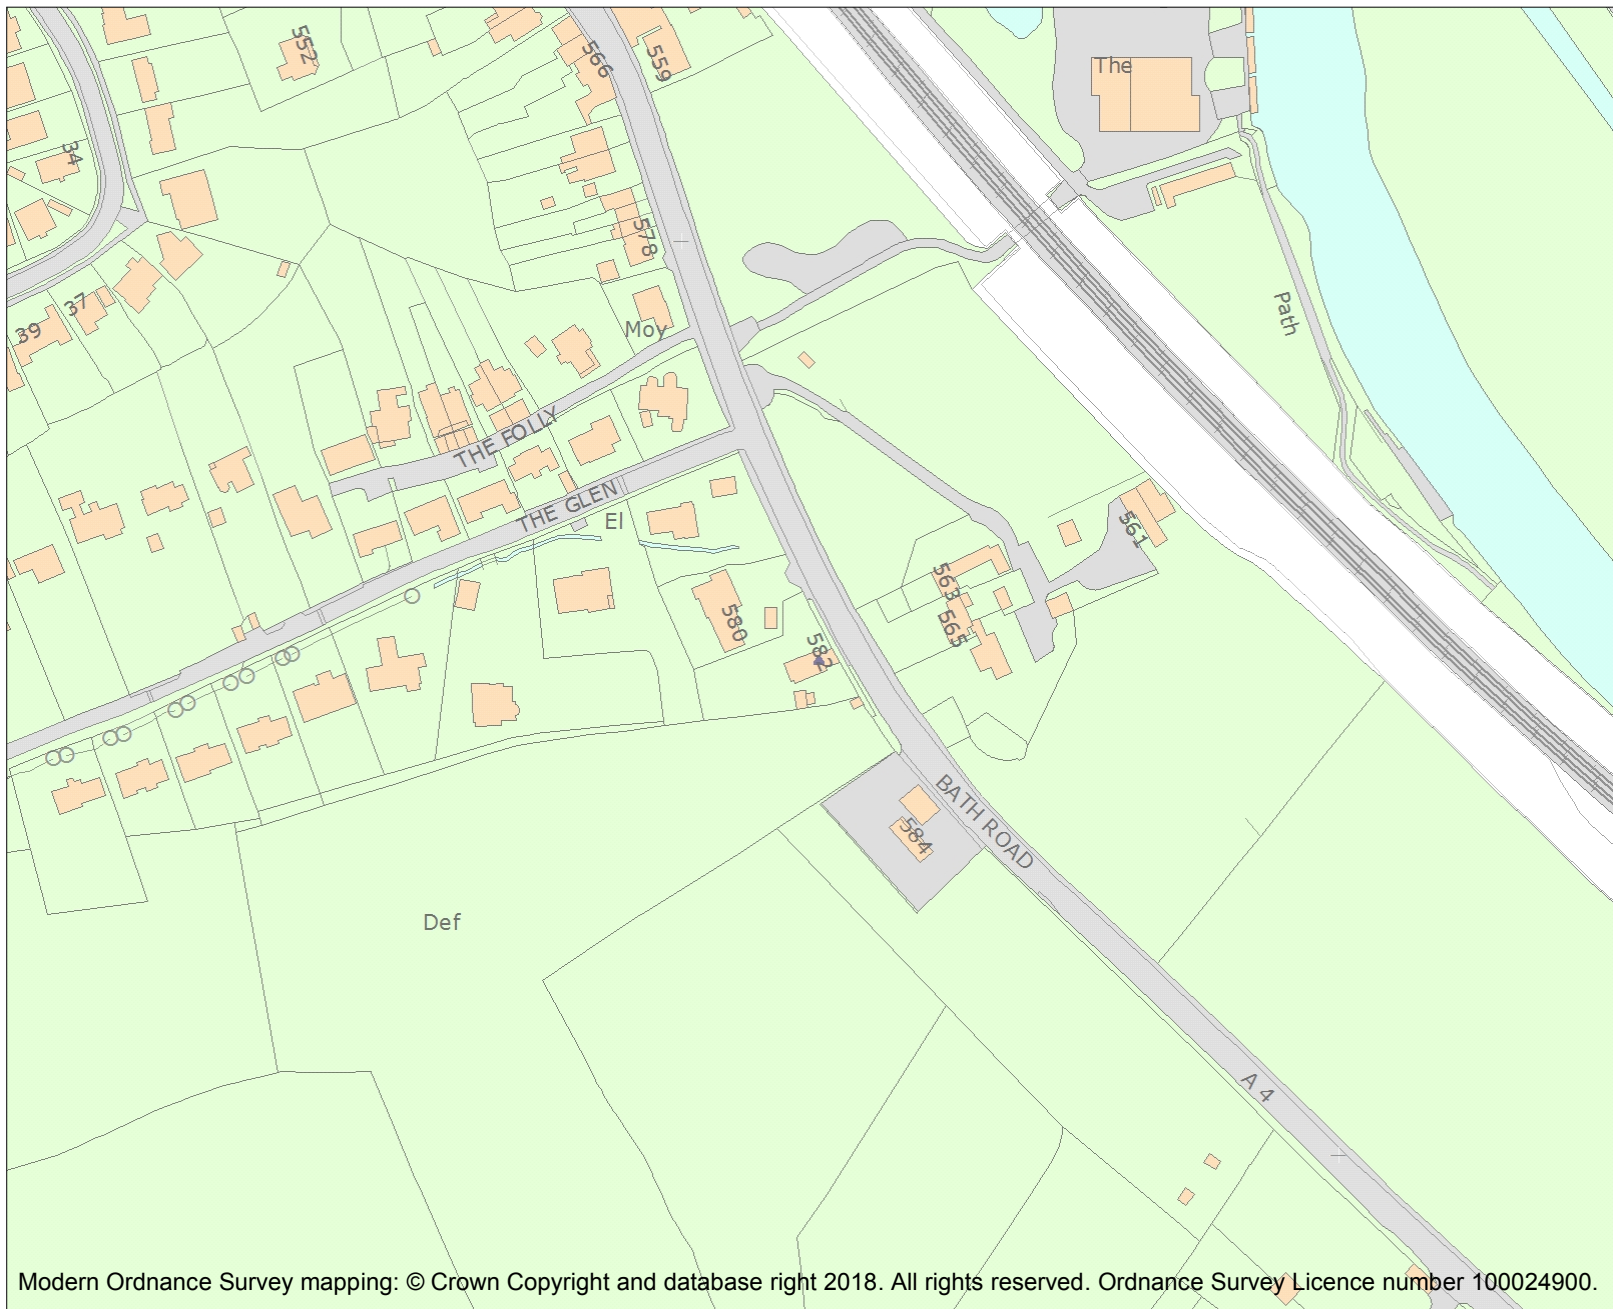 552
566
559
The
34
578
Path
37
39
Moy
THE FOLLY
THE GLEN
El
561
563
565
580
582
BATH ROAD
584
Def
A 4
Modern Ordnance Survey mapping: © Crown Copyright and database right 2018. All rights reserved. Ordnance Survey Licence number 100024900.